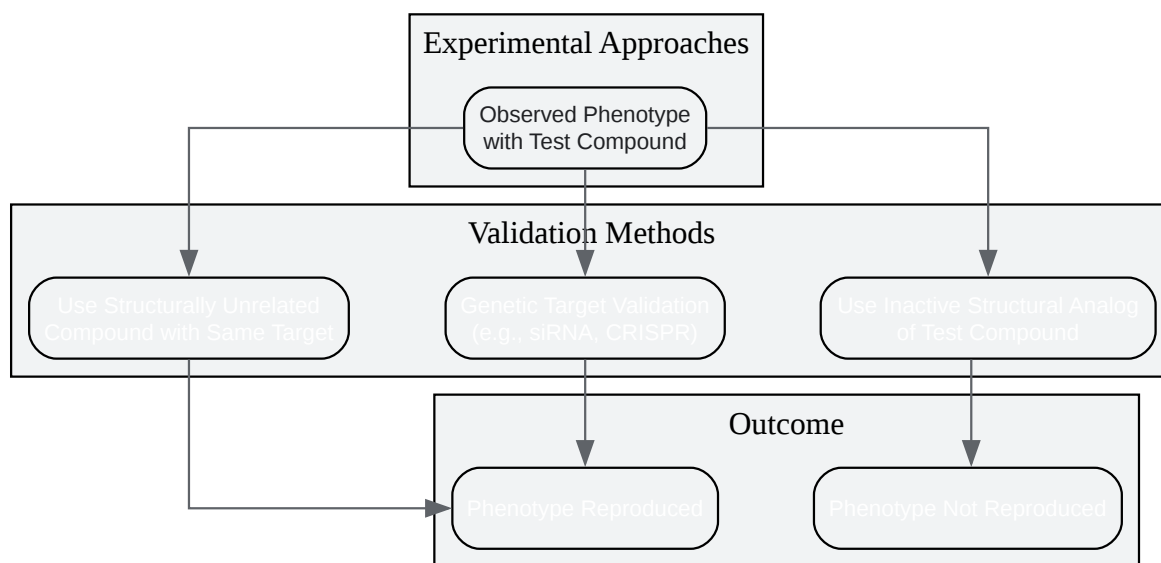 Experimental Approaches
Observed Phenotype
with Test Compound
Validation Methods
Use Structurally Unrelated
Compound with Same Target
Genetic Target Validation
(e.g., siRNA, CRISPR)
Use Inactive Structural Analog
of Test Compound
Outcome
Phenotype Reproduced
Phenotype Not Reproduced